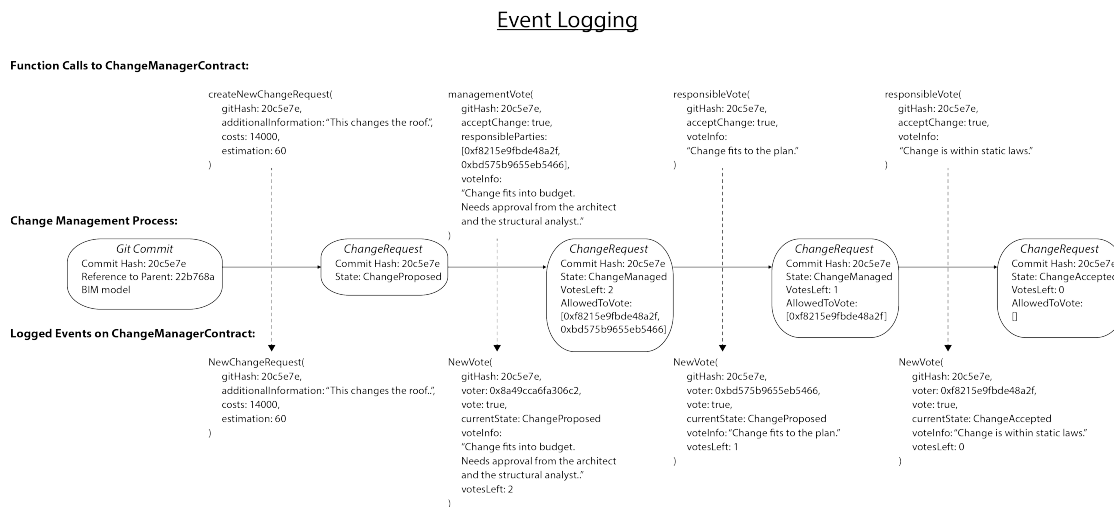 Event Logging
Function Calls to ChangeManagerContract:
createNewChangeRequest(
gitHash: 20c5e7e,
additionalInformation: “This changes the roof.”,
costs: 14000,
estimation: 60
)
managementVote(
gitHash: 20c5e7e,
acceptChange: true,
responsibleParties:
[0xf8215e9fbde48a2f,
0xbd575b9655eb5466],
voteInfo:
“Change fits into budget.
Needs approval from the architect
and the structural analyst..”
)
responsibleVote(
gitHash: 20c5e7e,
acceptChange: true,
voteInfo:
“Change fits to the plan.”
)
responsibleVote(
gitHash: 20c5e7e,
acceptChange: true,
voteInfo:
“Change is within static laws.”
)
Change Management Process:
Git Commit
Commit Hash: 20c5e7e
Reference to Parent: 22b768a
BIM model
ChangeRequest
Commit Hash: 20c5e7e
State: ChangeProposed
ChangeRequest
Commit Hash: 20c5e7e
State: ChangeManaged
VotesLeft: 2
AllowedToVote:
[0xf8215e9fbde48a2f,
0xbd575b9655eb5466]
ChangeRequest
Commit Hash: 20c5e7e
State: ChangeManaged
VotesLeft: 1
AllowedToVote:
[0xf8215e9fbde48a2f]
ChangeRequest
Commit Hash: 20c5e7e
State: ChangeAccepted
VotesLeft: 0
AllowedToVote:
[]
Logged Events on ChangeManagerContract:
NewChangeRequest(
gitHash: 20c5e7e,
additionalInformation: “This changes the roof..”,
costs: 14000,
estimation: 60
)
NewVote(
gitHash: 20c5e7e,
voter: 0x8a49cca6fa306c2,
vote: true,
currentState: ChangeProposed
voteInfo:
“Change fits into budget.
Needs approval from the architect
and the structural analyst..”
votesLeft: 2
)
NewVote(
gitHash: 20c5e7e,
voter: 0xbd575b9655eb5466,
vote: true,
currentState: ChangeProposed
voteInfo: “Change fits to the plan.”
votesLeft: 1
)
NewVote(
gitHash: 20c5e7e,
voter: 0xf8215e9fbde48a2f,
vote: true,
currentState: ChangeAccepted
voteInfo: “Change is within static laws.”
votesLeft: 0
)